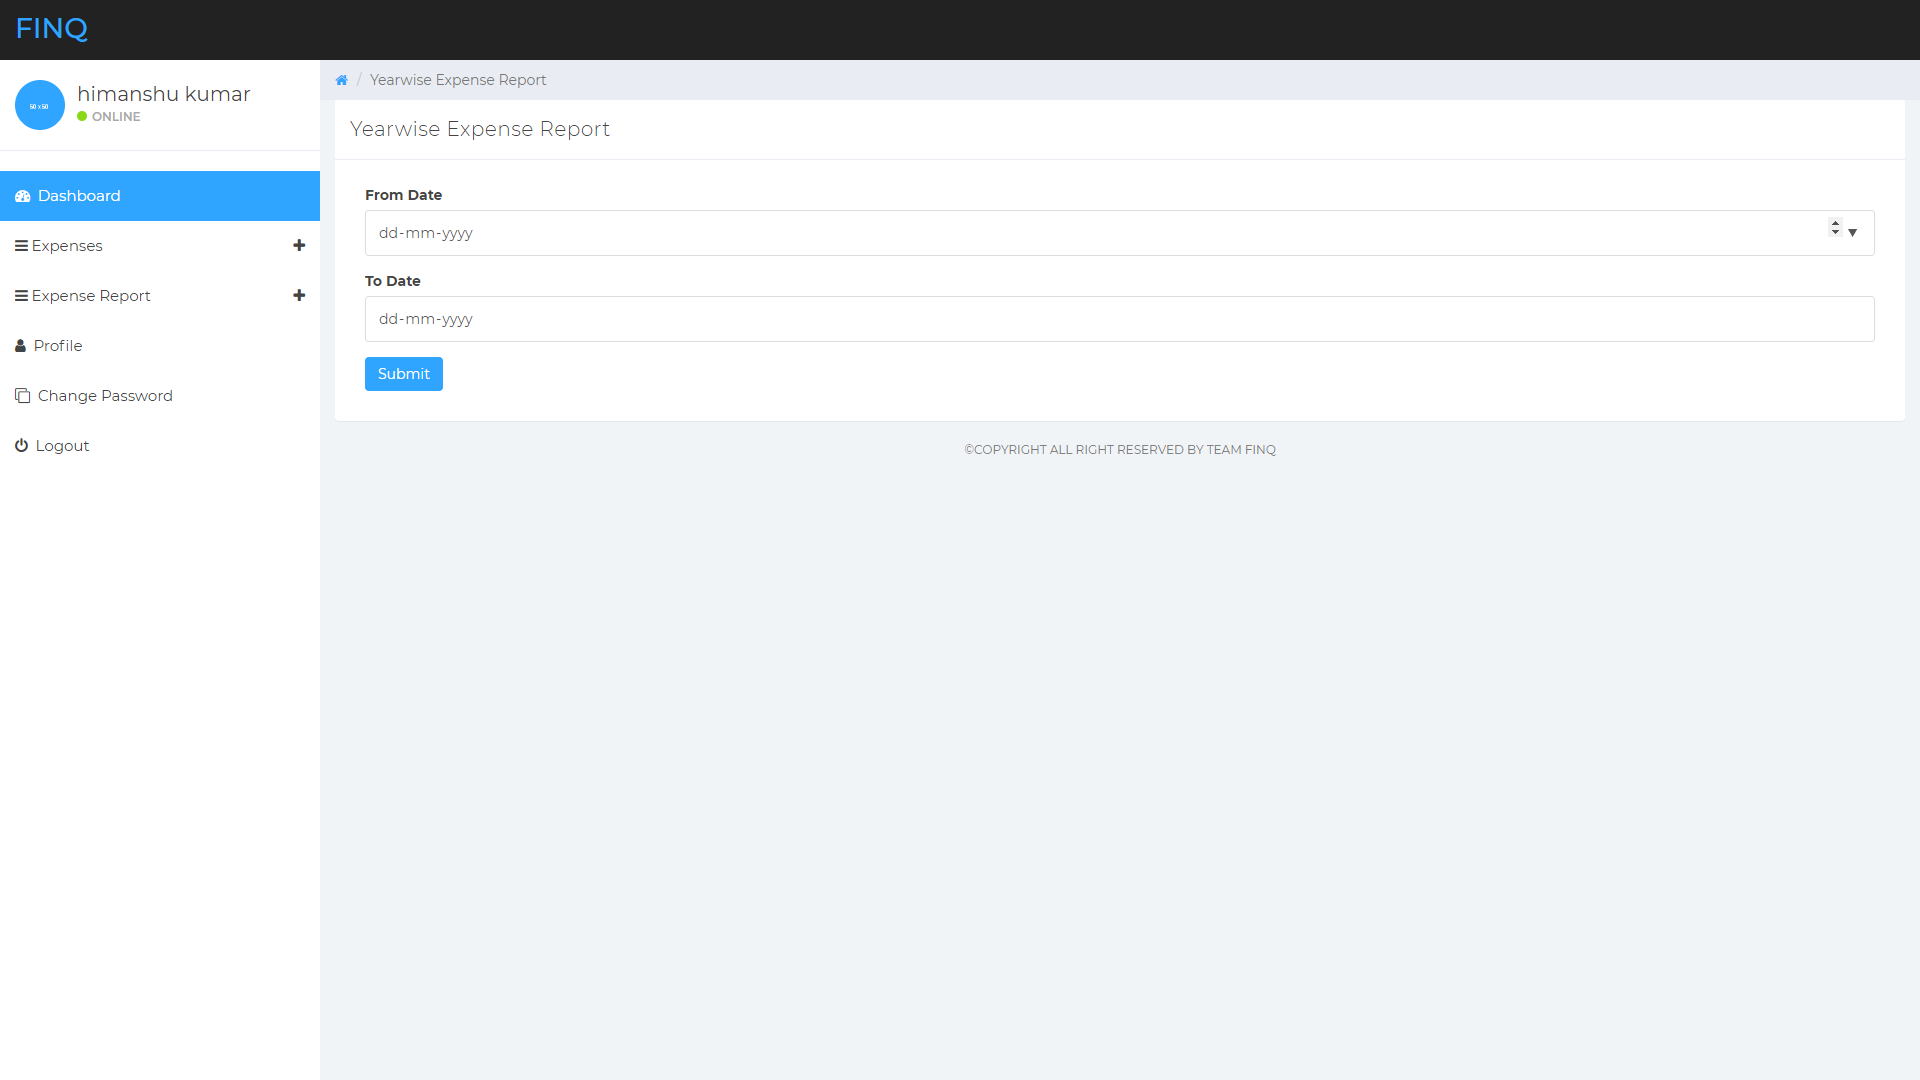 FINQ
50 x 50
himanshu kumar
ONLINE
Dashboard
Expenses
Expense Report
Profile
Change Password
Logout
/ Yearwise Expense Report
Yearwise Expense Report
From Date
dd-mm-yyyy
To Date
dd-mm-yyyy
Submit
©COPYRIGHT ALL RIGHT RESERVED BY TEAM FINQ